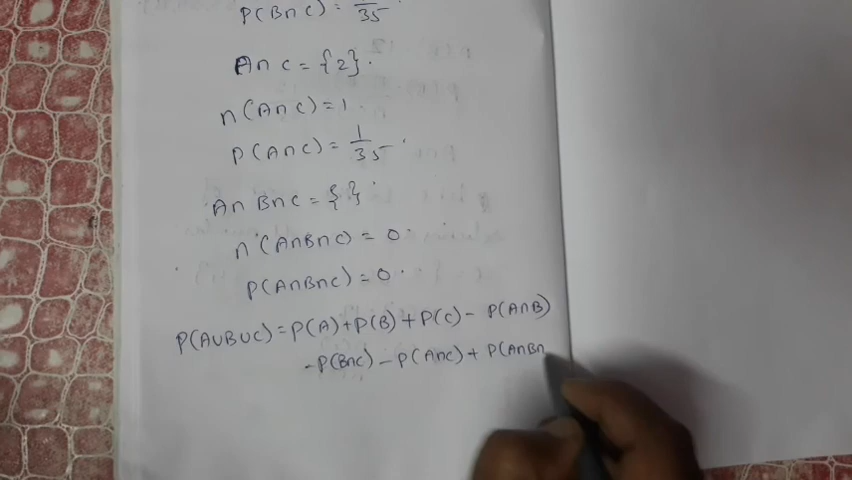 P(B∩C) = /35.
A∩C = {2}.
n(A∩C) = 1.
P(A∩C) = 1/35.
A∩B∩C = { }
n(A∩B∩C) = 0.
P(A∩B∩C) = 0.
P(A∪B∪C) = P(A) + P(B) + P(C) - P(A∩B)
- P(B∩C) - P(A∩C) + P(A∩B∩